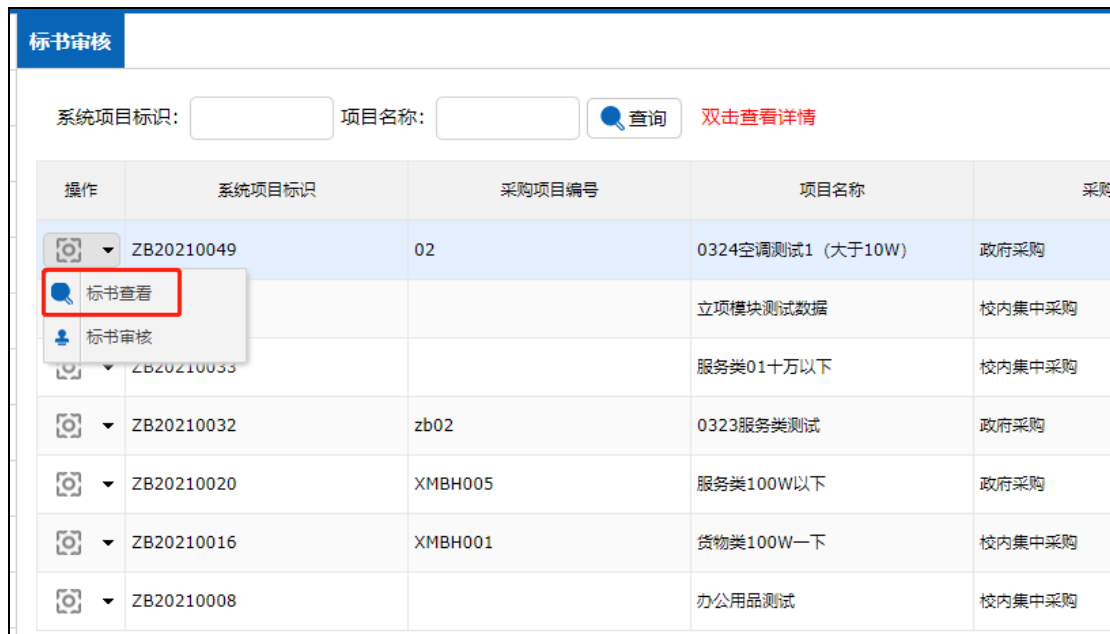 标书审核
系统项目标识: 项目名称: 查询 双击查看详情
操作 系统项目标识 采购项目编号 项目名称
ZB20210049 02 0324空调测试1（大于10W） 政府采购
标书查看
立项模块测试数据 校内集中采购
标书审核
ZB20210033 服务类01十万以下 校内集中采购
ZB20210032 zb02 0323服务类测试 政府采购
ZB20210020 XMBH005 服务类100W以下 政府采购
ZB20210016 XMBH001 货物类100W一下 校内集中采购
ZB20210008 办公用品测试 校内集中采购